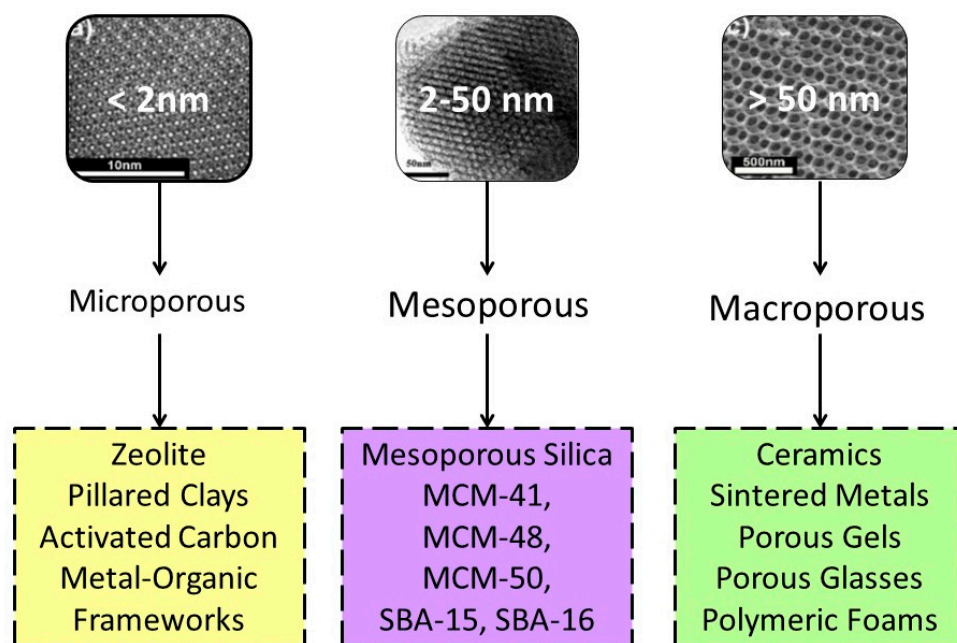 a)
< 2nm
10nm
2-50 nm
50nm
c)
> 50 nm
500nm
Microporous
Mesoporous
Macroporous
Zeolite
Pillared Clays
Activated Carbon
Metal-Organic
Frameworks
Mesoporous Silica
MCM-41,
MCM-48,
MCM-50,
SBA-15, SBA-16
Ceramics
Sintered Metals
Porous Gels
Porous Glasses
Polymeric Foams